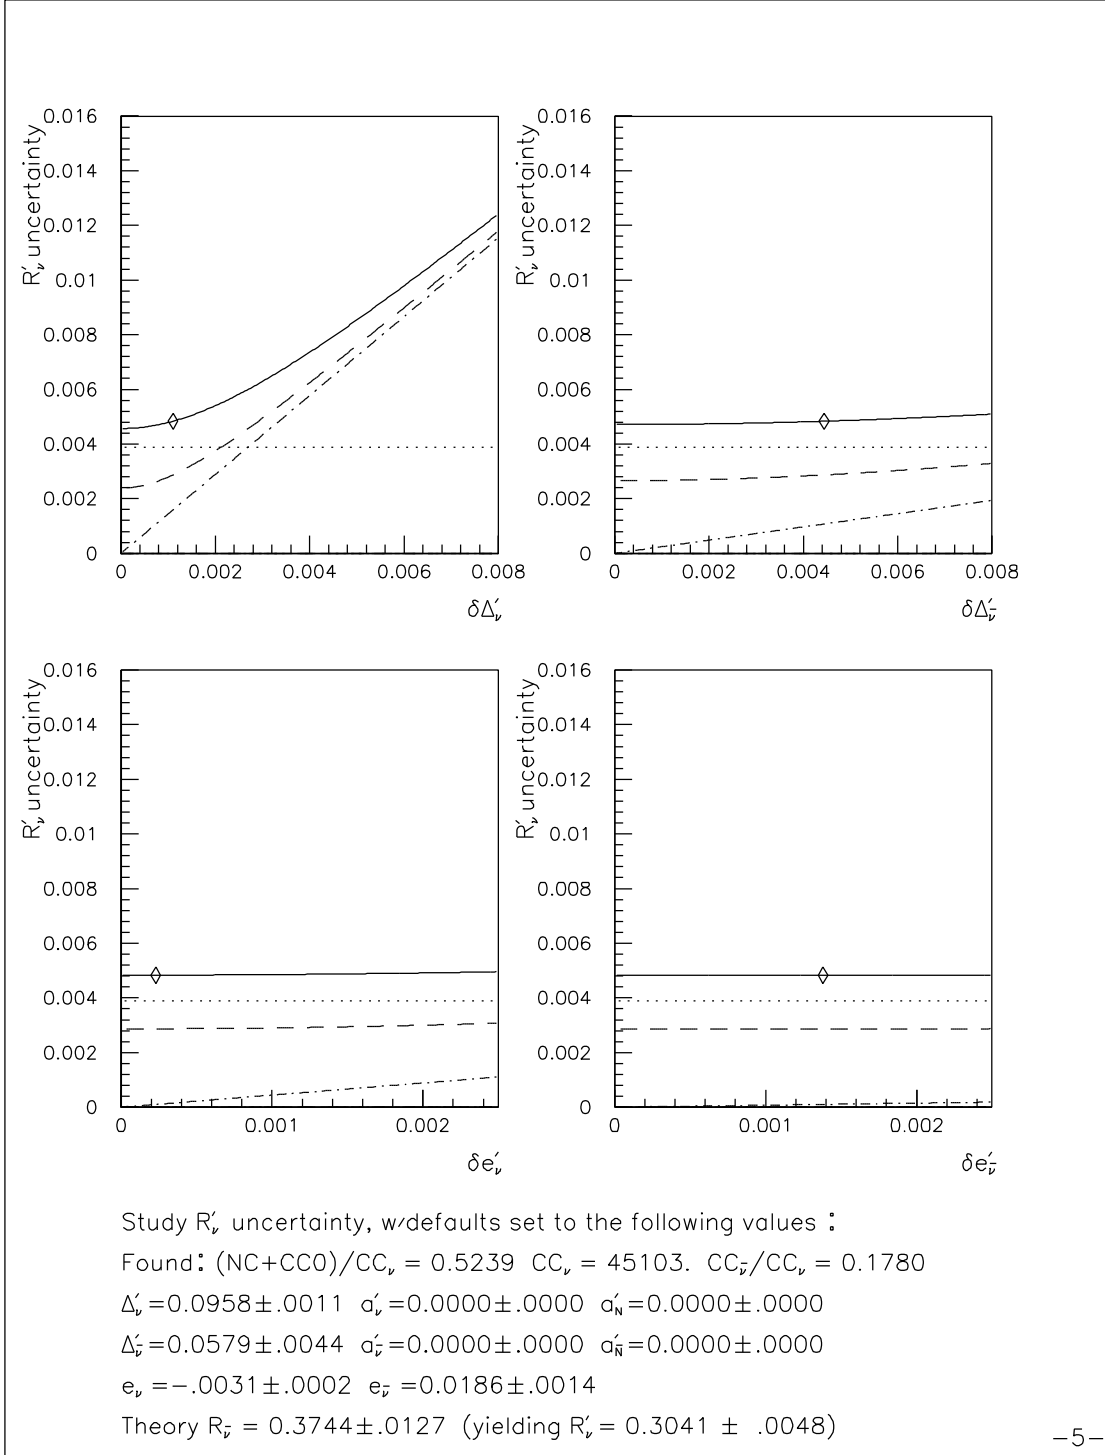 R′ν uncertainty
0.016
0.014
0.012
0.01
0.008
0.006
0.004
0.002
0
0 0.002 0.004 0.006 0.008
δΔ′ν
R′ν uncertainty
0.016
0.014
0.012
0.01
0.008
0.006
0.004
0.002
0
0 0.002 0.004 0.006 0.008
δΔ′ν̄
R′ν uncertainty
0.016
0.014
0.012
0.01
0.008
0.006
0.004
0.002
0
0 0.001 0.002
δe′ν
R′ν uncertainty
0.016
0.014
0.012
0.01
0.008
0.006
0.004
0.002
0
0 0.001 0.002
δe′ν̄
Study R′ν uncertainty, w/defaults set to the following values :
Found: (NC+CC0)/CCν = 0.5239 CCν = 45103. CCν̄/CCν = 0.1780
Δ′ν=0.0958±.0011 a′ν=0.0000±.0000 a′N=0.0000±.0000
Δ′ν̄=0.0579±.0044 a′ν̄=0.0000±.0000 a′N̄=0.0000±.0000
eν =−.0031±.0002 eν̄ =0.0186±.0014
Theory Rν̄ = 0.3744±.0127 (yielding R′ν = 0.3041 ± .0048)
−5−